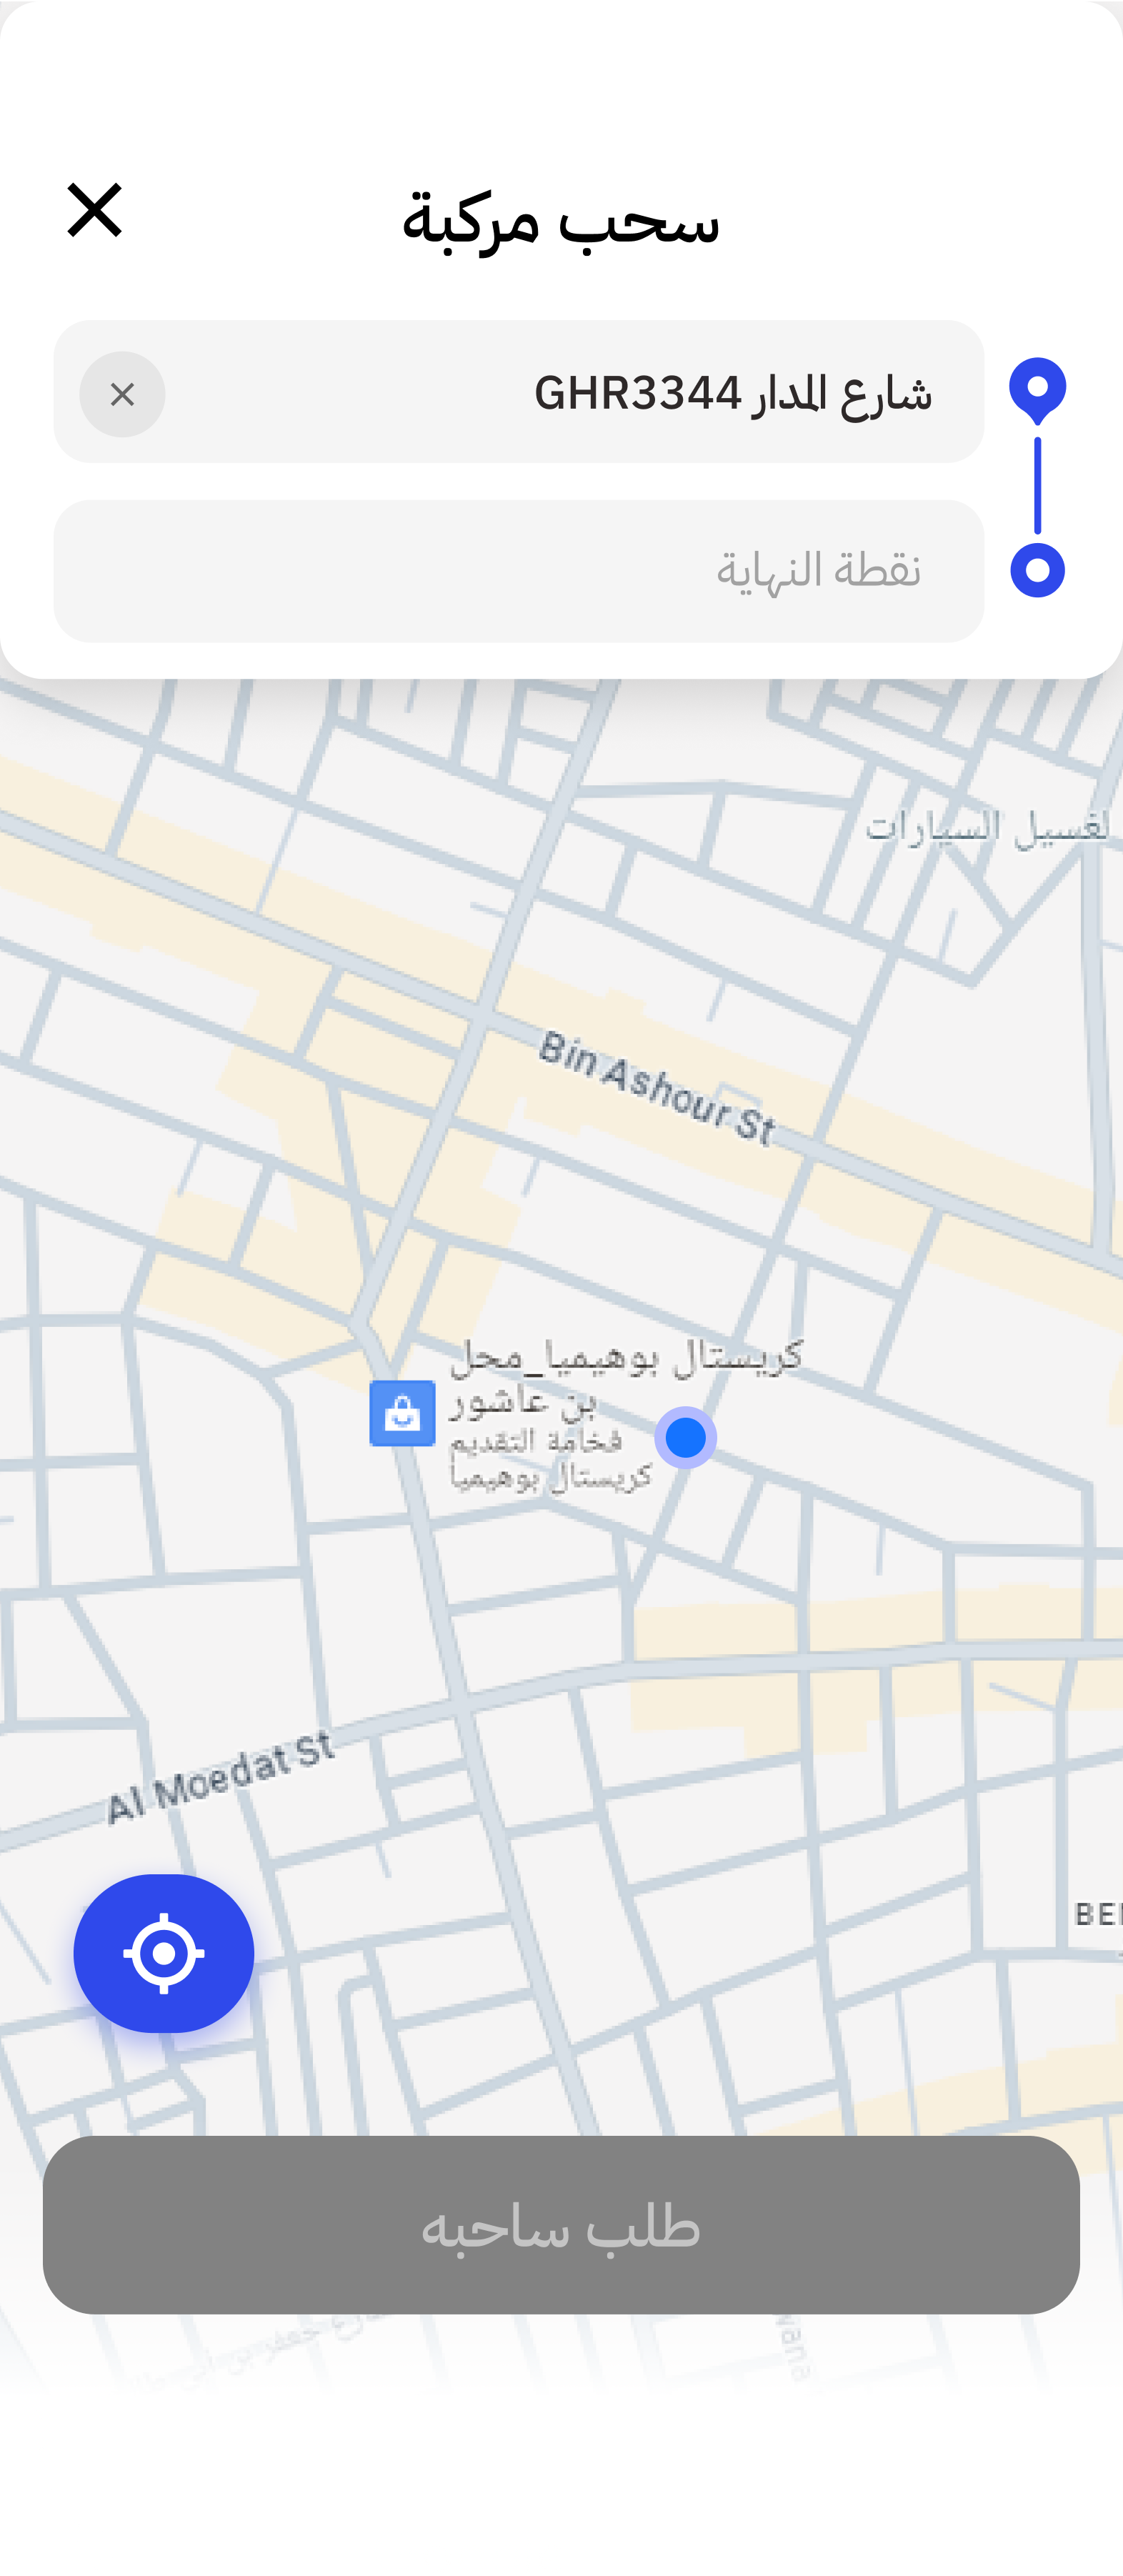 سحب مركبة
شارع المدار GHR3344
نقطة النهاية
لغسيل السيارات
Bin Ashour St
كريستال بوهيميا_محل
بن عاشور
فخامة التقديم
كريستال بوهيميا
Al Moedat St
طلب ساحبه